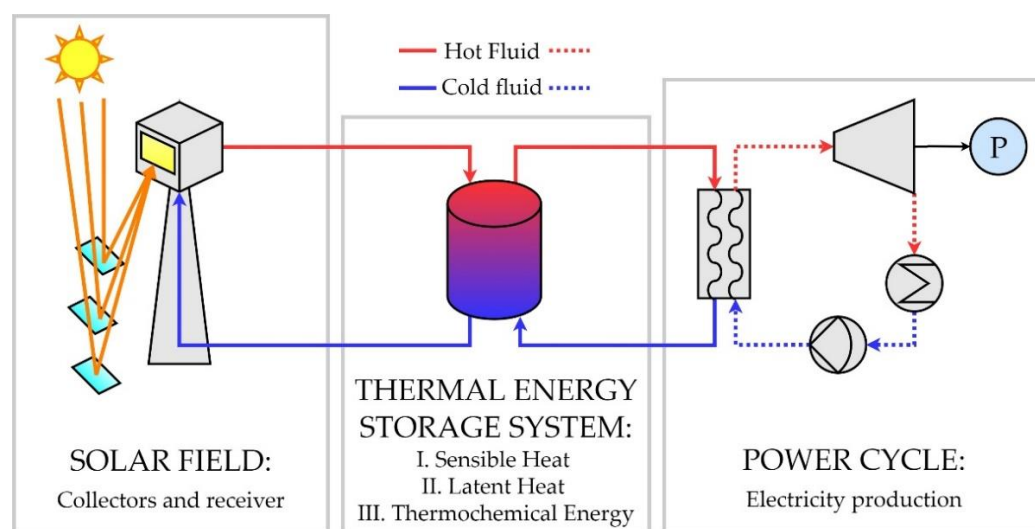 Hot Fluid
Cold fluid
P
THERMAL ENERGY
STORAGE SYSTEM:
I. Sensible Heat
II. Latent Heat
III. Thermochemical Energy
SOLAR FIELD:
Collectors and receiver
POWER CYCLE:
Electricity production